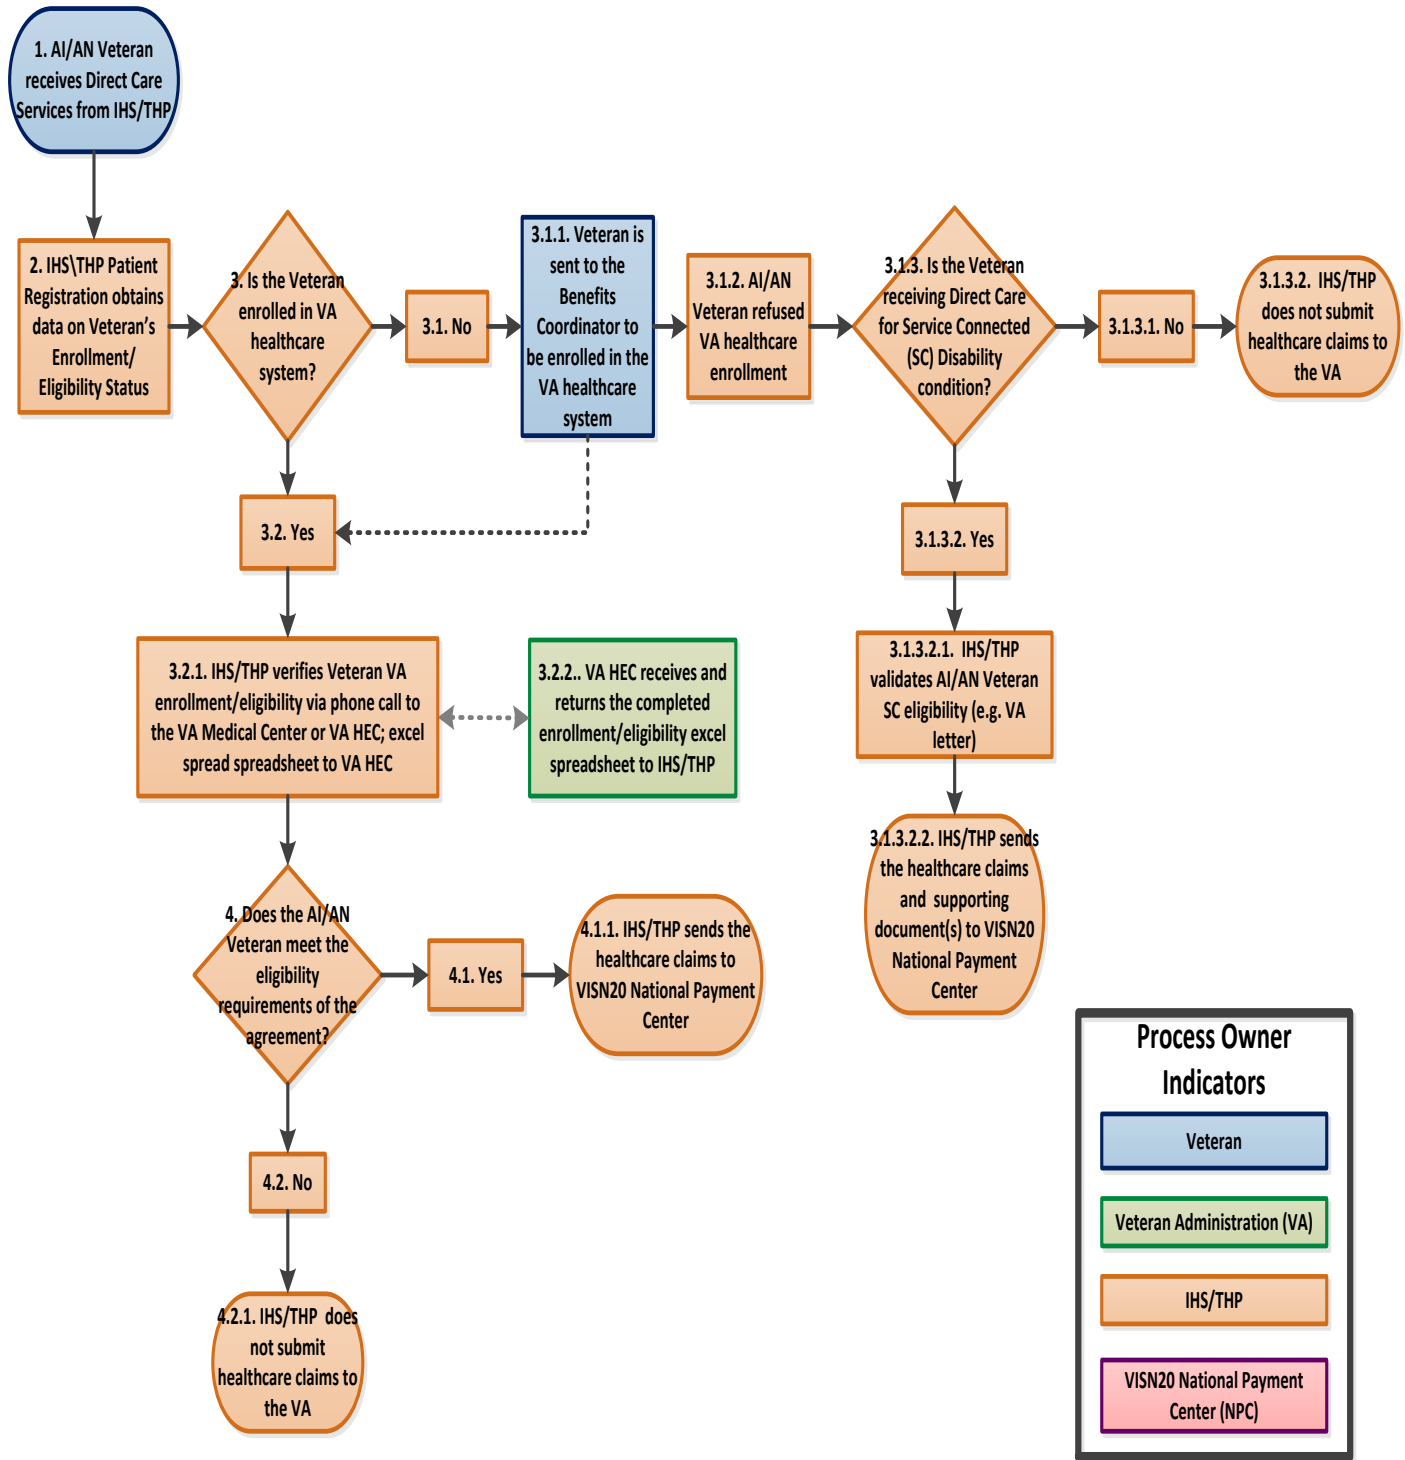 1. AI/AN Veteran
receives Direct Care
Services from IHS/THP
2. IHS\THP Patient
Registration obtains
data on Veteran's
Enrollment/
Eligibility Status
3. Is the Veteran
enrolled in VA
healthcare
system?
3.1. No
3.1.1. Veteran is
sent to the
Benefits
Coordinator to
be enrolled in the
VA healthcare
system
3.1.2. AI/AN
Veteran refused
VA healthcare
enrollment
3.1.3. Is the Veteran
receiving Direct Care
for Service Connected
(SC) Disability
condition?
3.1.3.1. No
3.1.3.2. IHS/THP
does not submit
healthcare claims to
the VA
3.2. Yes
3.1.3.2. Yes
3.2.1. IHS/THP verifies Veteran VA
enrollment/eligibility via phone call to
the VA Medical Center or VA HEC; excel
spread spreadsheet to VA HEC
3.2.2.. VA HEC receives and
returns the completed
enrollment/eligibility excel
spreadsheet to IHS/THP
3.1.3.2.1. IHS/THP
validates AI/AN Veteran
SC eligibility (e.g. VA
letter)
3.1.3.2.2. IHS/THP sends
the healthcare claims
and supporting
document(s) to VISN20
National Payment
Center
4. Does the AI/AN
Veteran meet the
eligibility
requirements of the
agreement?
4.1. Yes
4.1.1. IHS/THP sends the
healthcare claims to
VISN20 National Payment
Center
4.2. No
4.2.1. IHS/THP does
not submit
healthcare claims to
the VA
Process Owner
Indicators
Veteran
Veteran Administration (VA)
IHS/THP
VISN20 National Payment
Center (NPC)